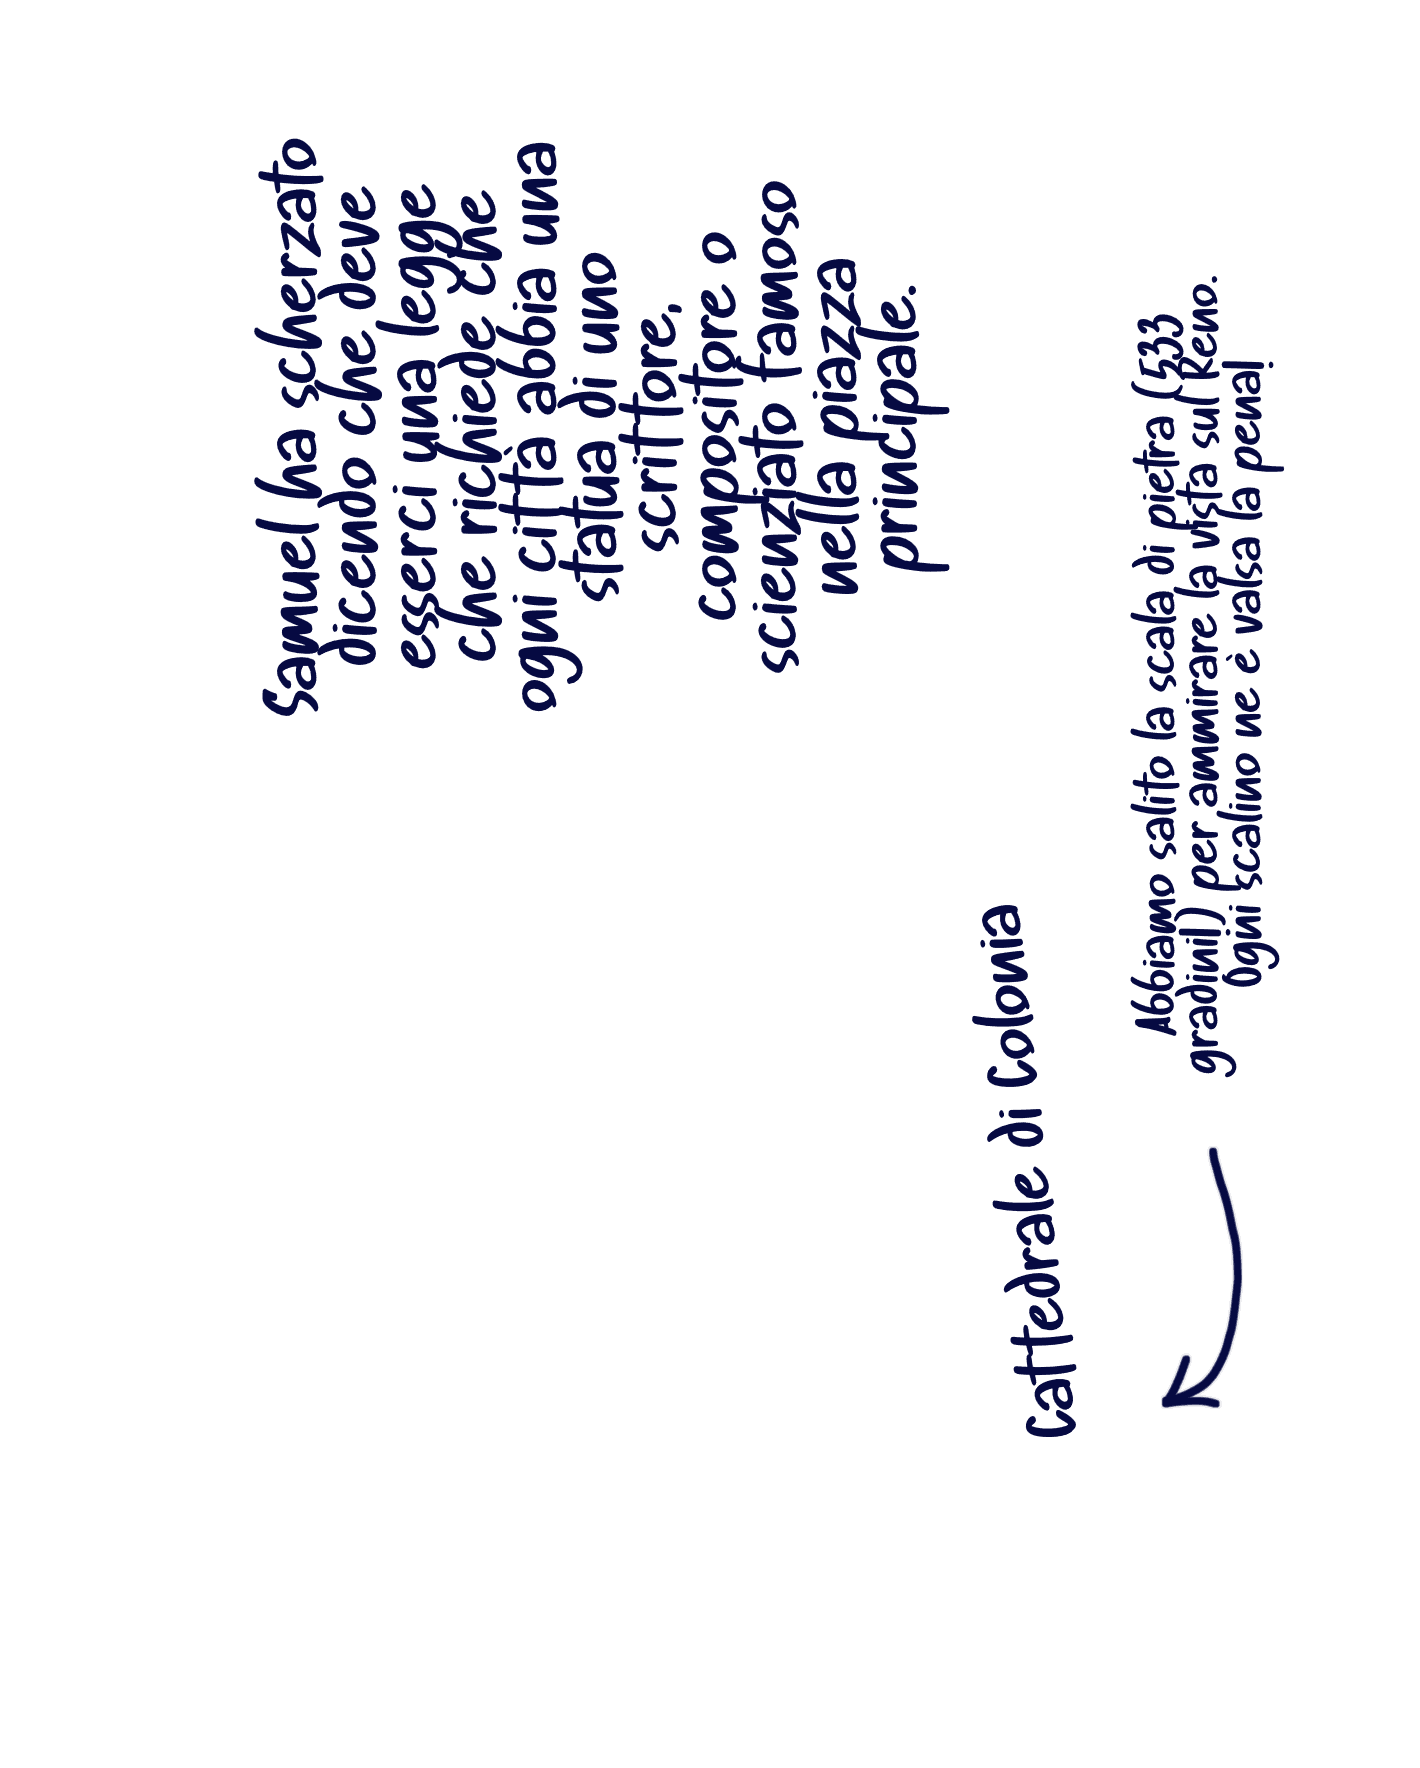 Samuel ha scherzato
dicendo che deve
esserci una legge
che richiede che
ogni città abbia una
statua di uno
scrittore,
compositore o
scienziato famoso
nella piazza
principale.
Cattedrale di Colonia
Abbiamo salito la scala di pietra (533
gradini!) per ammirare la vista sul Reno.
Ogni scalino ne è valsa la pena!